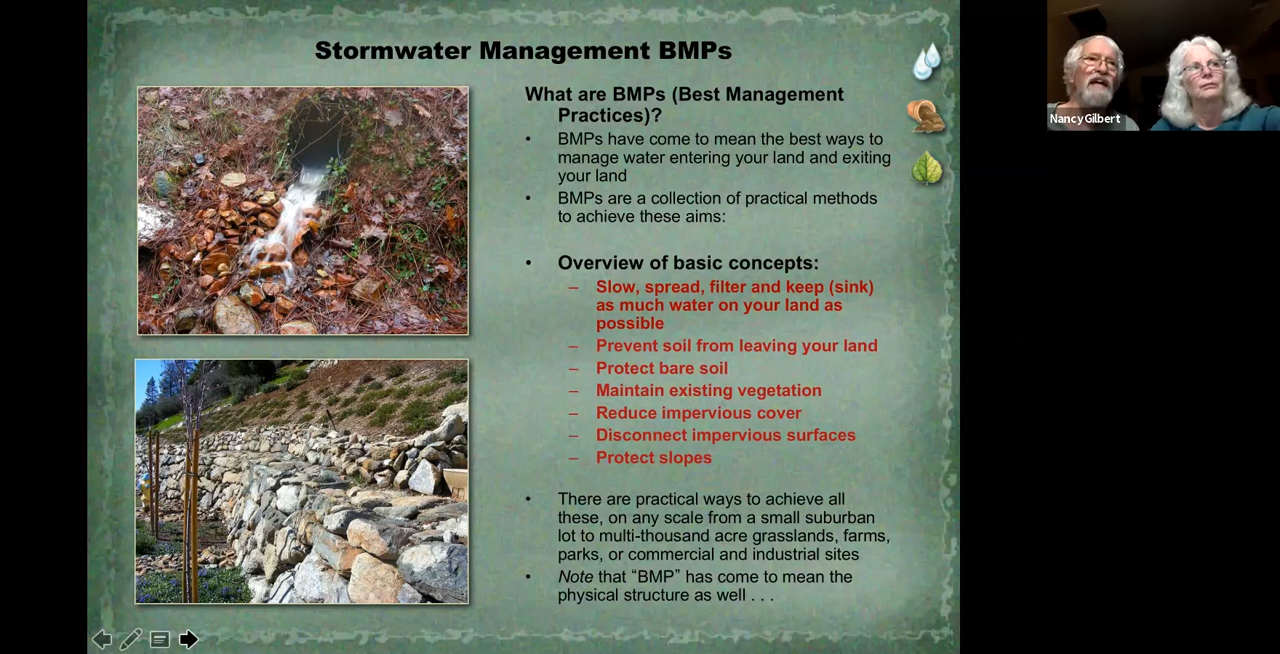 Stormwater Management BMPs
What are BMPs (Best Management
Practices)?
• BMPs have come to mean the best ways to
manage water entering your land and exiting
your land
• BMPs are a collection of practical methods
to achieve these aims:
• Overview of basic concepts:
– Slow, spread, filter and keep (sink)
as much water on your land as
possible
– Prevent soil from leaving your land
– Protect bare soil
– Maintain existing vegetation
– Reduce impervious cover
– Disconnect impervious surfaces
– Protect slopes
• There are practical ways to achieve all
these, on any scale from a small suburban
lot to multi-thousand acre grasslands, farms,
parks, or commercial and industrial sites
• Note that “BMP” has come to mean the
physical structure as well . . .
Nancy Gilbert